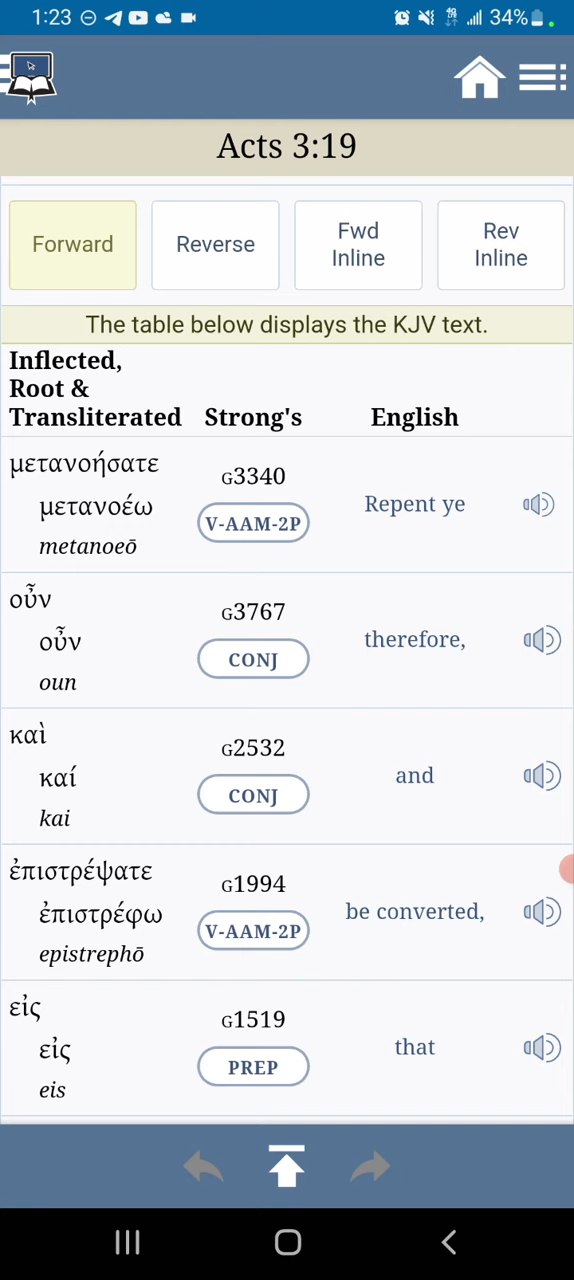 1:23
34%
Acts 3:19
Forward
Reverse
Fwd
Inline
Rev
Inline
The table below displays the KJV text.
Inflected,
Root &
Transliterated
Strong's
English
μετανοήσατε
μετανοέω
metanoeō
G3340
V-AAM-2P
Repent ye
οὖν
οὖν
oun
G3767
CONJ
therefore,
καὶ
καί
kai
G2532
CONJ
and
ἐπιστρέψατε
ἐπιστρέφω
epistrephō
G1994
V-AAM-2P
be converted,
εἰς
εἰς
eis
G1519
PREP
that